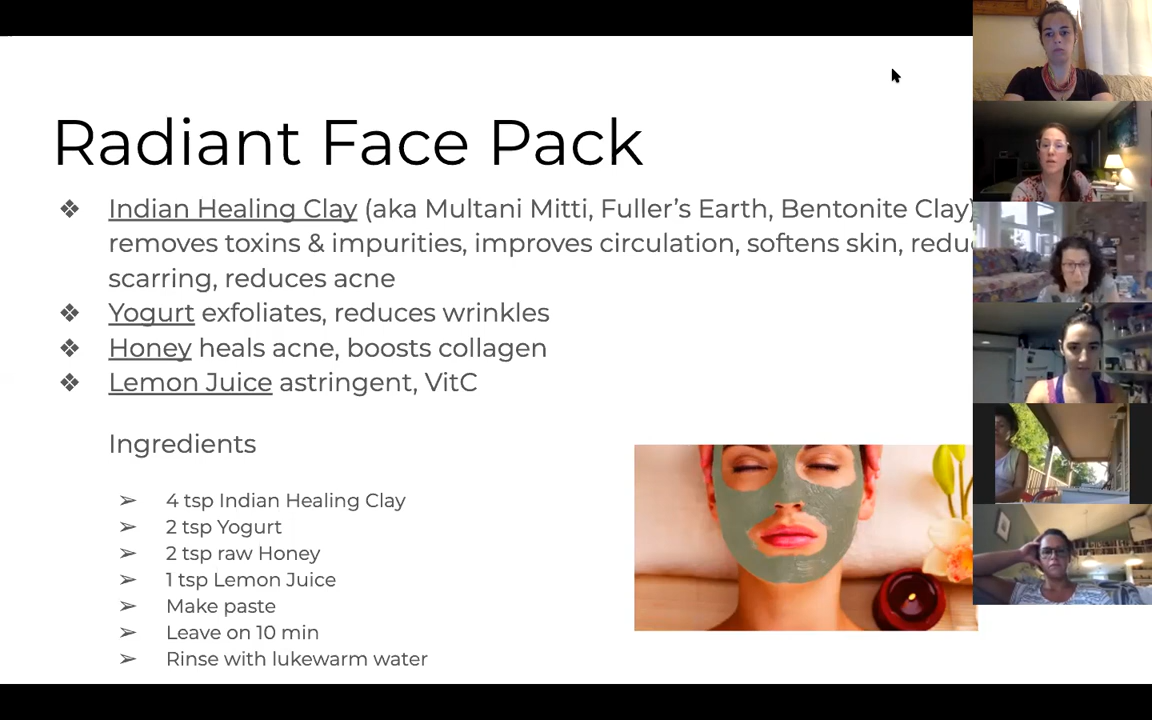 Radiant Face Pack
❖ Indian Healing Clay (aka Multani Mitti, Fuller's Earth, Bentonite Clay)
removes toxins & impurities, improves circulation, softens skin,
scarring, reduces acne
❖ Yogurt exfoliates, reduces wrinkles
❖ Honey heals acne, boosts collagen
❖ Lemon Juice astringent, VitC
Ingredients
➢ 4 tsp Indian Healing Clay
➢ 2 tsp Yogurt
➢ 2 tsp raw Honey
➢ 1 tsp Lemon Juice
➢ Make paste
➢ Leave on 10 min
➢ Rinse with lukewarm water